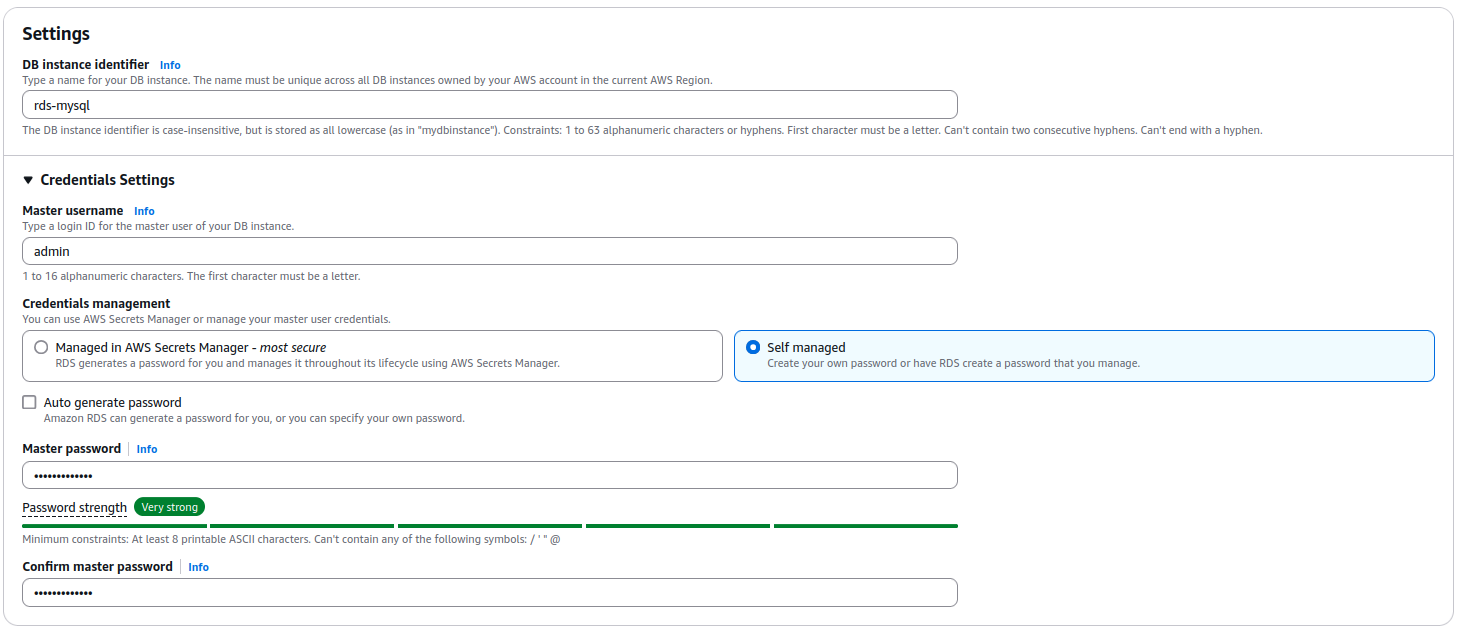 Settings
DB instance identifier Info
Type a name for your DB instance. The name must be unique across all DB instances owned by your AWS account in the current AWS Region.
rds-mysql
The DB instance identifier is case-insensitive, but is stored as all lowercase (as in "mydbinstance"). Constraints: 1 to 63 alphanumeric characters or hyphens. First character must be a letter. Can't contain two consecutive hyphens. Can't end with a hyphen.
Credentials Settings
Master username Info
Type a login ID for the master user of your DB instance.
admin
1 to 16 alphanumeric characters. The first character must be a letter.
Credentials management
You can use AWS Secrets Manager or manage your master user credentials.
Managed in AWS Secrets Manager - most secure
RDS generates a password for you and manages it throughout its lifecycle using AWS Secrets Manager.
Self managed
Create your own password or have RDS create a password that you manage.
Auto generate password
Amazon RDS can generate a password for you, or you can specify your own password.
Master password Info
•••••••••••••
Password strength Very strong
Minimum constraints: At least 8 printable ASCII characters. Can't contain any of the following symbols: / ' " @
Confirm master password Info
•••••••••••••